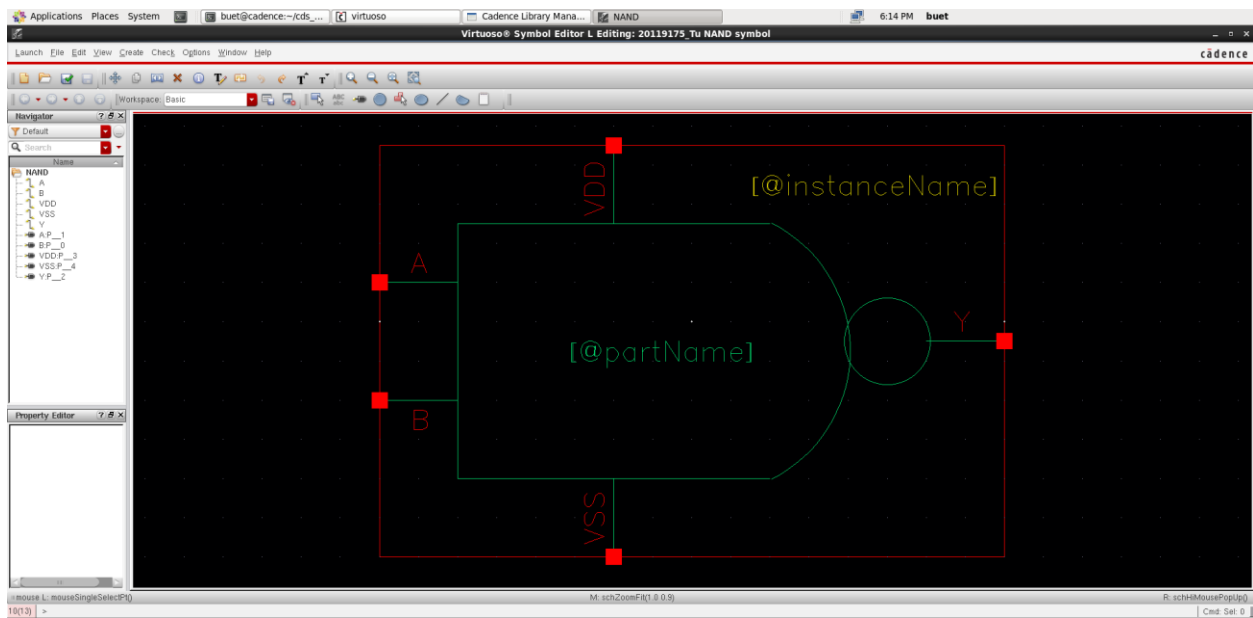 Applications Places System buet@cadence:~/cds_... virtuoso Cadence Library Mana... NAND 6:14 PM buet
Virtuoso® Symbol Editor L Editing: 20119175_Tu NAND symbol
Launch File Edit View Create Check Options Window Help cādence
Workspace: Basic
Navigator
Default
Search
Name
NAND
A
B
VDD
VSS
Y
A:P__1
B:P__0
VDD:P__3
VSS:P__4
Y:P__2
Property Editor
VDD
[@instanceName]
A
Y
[@partName]
B
VSS
mouse L: mouseSingleSelectPt() M: schZoomFit(1.0 0.9) R: schHiMousePopUp()
10(13) > Cmd: Sel: 0